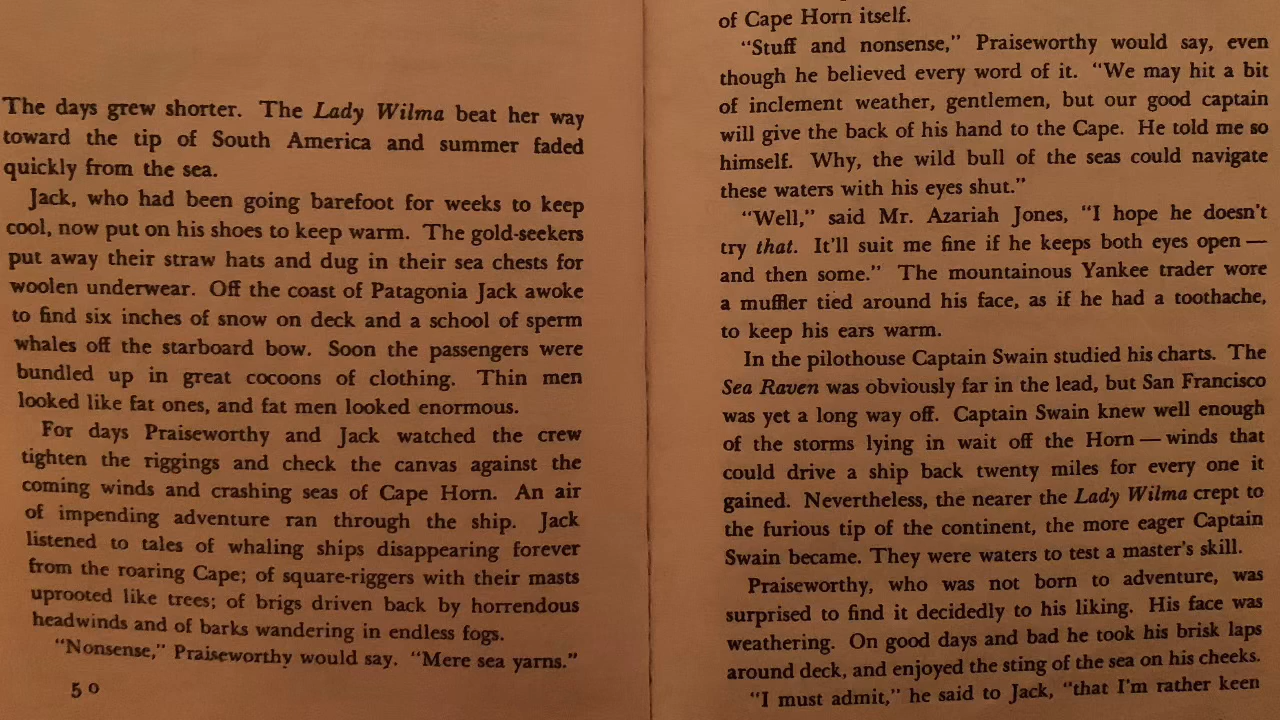 The days grew shorter. The Lady Wilma beat her way
toward the tip of South America and summer faded
quickly from the sea.
Jack, who had been going barefoot for weeks to keep
cool, now put on his shoes to keep warm. The gold-seekers
put away their straw hats and dug in their sea chests for
woolen underwear. Off the coast of Patagonia Jack awoke
to find six inches of snow on deck and a school of sperm
whales off the starboard bow. Soon the passengers were
bundled up in great cocoons of clothing. Thin men
looked like fat ones, and fat men looked enormous.
For days Praiseworthy and Jack watched the crew
tighten the riggings and check the canvas against the
coming winds and crashing seas of Cape Horn. An air
of impending adventure ran through the ship. Jack
listened to tales of whaling ships disappearing forever
from the roaring Cape; of square-riggers with their masts
uprooted like trees; of brigs driven back by horrendous
headwinds and of barks wandering in endless fogs.
"Nonsense," Praiseworthy would say. "Mere sea yarns."
50
of Cape Horn itself.
"Stuff and nonsense," Praiseworthy would say, even
though he believed every word of it. "We may hit a bit
of inclement weather, gentlemen, but our good captain
will give the back of his hand to the Cape. He told me so
himself. Why, the wild bull of the seas could navigate
these waters with his eyes shut."
"Well," said Mr. Azariah Jones, "I hope he doesn't
try that. It'll suit me fine if he keeps both eyes open —
and then some." The mountainous Yankee trader wore
a muffler tied around his face, as if he had a toothache,
to keep his ears warm.
In the pilothouse Captain Swain studied his charts. The
Sea Raven was obviously far in the lead, but San Francisco
was yet a long way off. Captain Swain knew well enough
of the storms lying in wait off the Horn — winds that
could drive a ship back twenty miles for every one it
gained. Nevertheless, the nearer the Lady Wilma crept to
the furious tip of the continent, the more eager Captain
Swain became. They were waters to test a master's skill.
Praiseworthy, who was not born to adventure, was
surprised to find it decidedly to his liking. His face was
weathering. On good days and bad he took his brisk laps
around deck, and enjoyed the sting of the sea on his cheeks.
"I must admit," he said to Jack, "that I'm rather keen